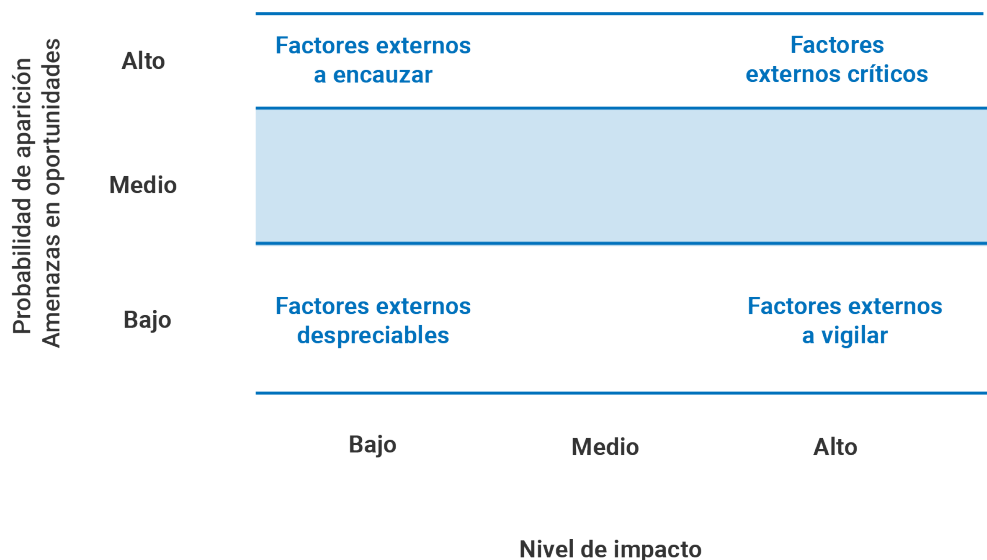 Probabilidad de aparición
Amenazas en oportunidades
Alto
Factores externos
a encauzar
Factores
externos críticos
Medio
Bajo
Factores externos
despreciables
Factores externos
a vigilar
Bajo
Medio
Alto
Nivel de impacto